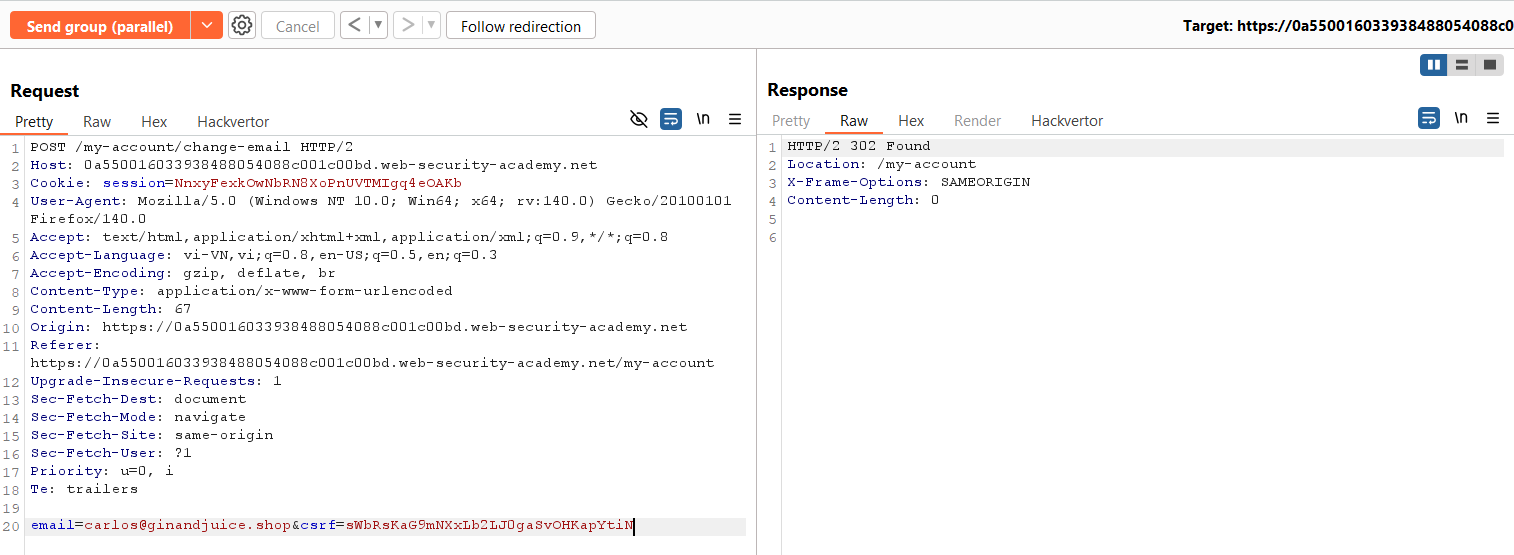 Send group (parallel) Cancel < > Follow redirection Target: https://0a550016033938488054088c0
Request
Pretty Raw Hex Hackvertor \n
1 POST /my-account/change-email HTTP/2
2 Host: 0a550016033938488054088c001c00bd.web-security-academy.net
3 Cookie: session=NnxyFexkOwNbRN8XoPnUVTMIgq4eOAKb
4 User-Agent: Mozilla/5.0 (Windows NT 10.0; Win64; x64; rv:140.0) Gecko/20100101
Firefox/140.0
5 Accept: text/html,application/xhtml+xml,application/xml;q=0.9,*/*;q=0.8
6 Accept-Language: vi-VN,vi;q=0.8,en-US;q=0.5,en;q=0.3
7 Accept-Encoding: gzip, deflate, br
8 Content-Type: application/x-www-form-urlencoded
9 Content-Length: 67
10 Origin: https://0a550016033938488054088c001c00bd.web-security-academy.net
11 Referer:
https://0a550016033938488054088c001c00bd.web-security-academy.net/my-account
12 Upgrade-Insecure-Requests: 1
13 Sec-Fetch-Dest: document
14 Sec-Fetch-Mode: navigate
15 Sec-Fetch-Site: same-origin
16 Sec-Fetch-User: ?1
17 Priority: u=0, i
18 Te: trailers
19
20 email=carlos@ginandjuice.shop&csrf=sWbRsKaG9mNXxLb2LJ0gaSvOHKapYtiN
Response
Pretty Raw Hex Render Hackvertor \n
1 HTTP/2 302 Found
2 Location: /my-account
3 X-Frame-Options: SAMEORIGIN
4 Content-Length: 0
5
6